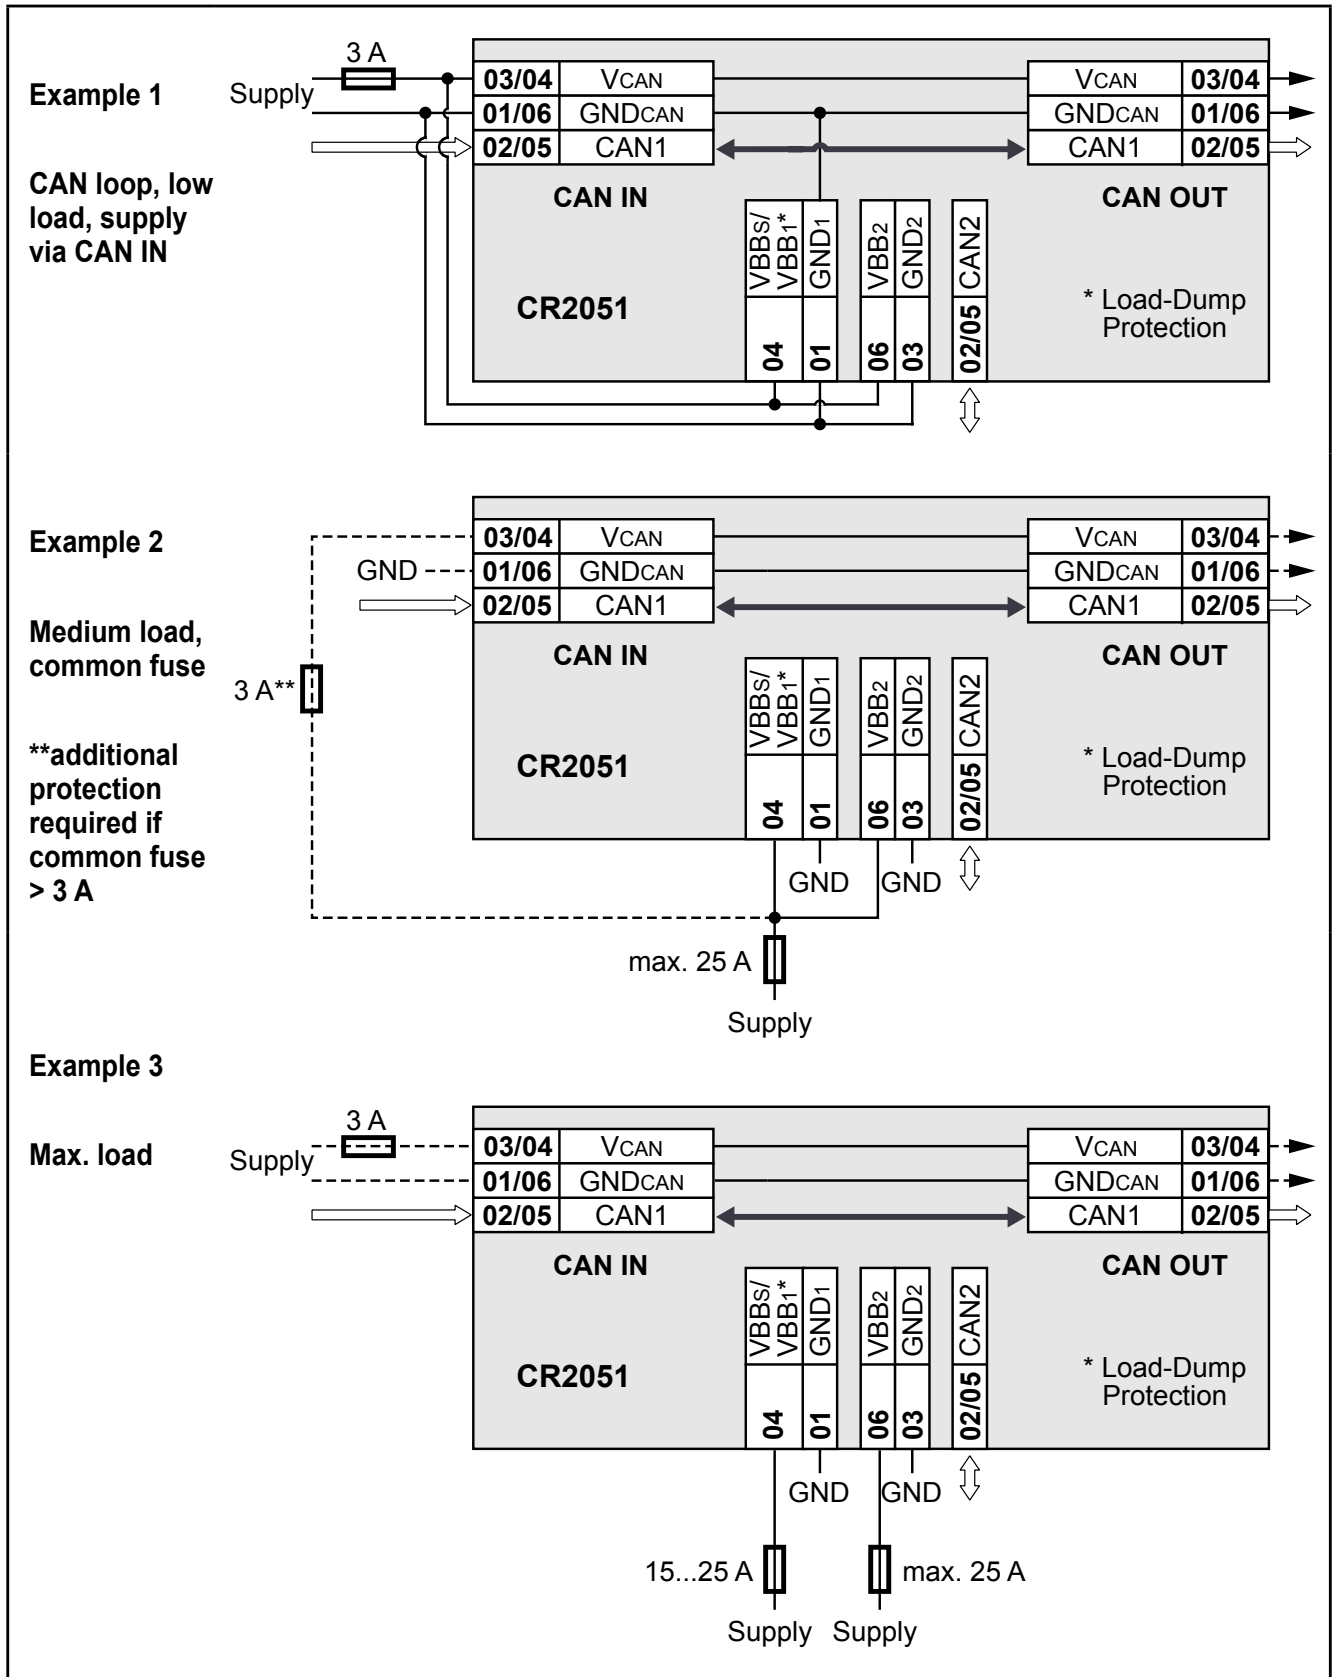 Example 1
CAN loop, low
load, supply
via CAN IN
Supply
3 A
03/04 VCAN
01/06 GNDCAN
02/05 CAN1
CAN IN
VCAN 03/04
GNDCAN 01/06
CAN1 02/05
CAN OUT
CR2051
VBBS/
VBB1*
04
GND1
01
VBB2
06
GND2
03
CAN2
02/05
* Load-Dump
Protection
Example 2
Medium load,
common fuse
**additional
protection
required if
common fuse
> 3 A
GND
3 A**
03/04 VCAN
01/06 GNDCAN
02/05 CAN1
CAN IN
VCAN 03/04
GNDCAN 01/06
CAN1 02/05
CAN OUT
CR2051
VBBS/
VBB1*
04
GND1
01
VBB2
06
GND2
03
CAN2
02/05
* Load-Dump
Protection
GND
GND
max. 25 A
Supply
Example 3
Max. load
Supply
3 A
03/04 VCAN
01/06 GNDCAN
02/05 CAN1
CAN IN
VCAN 03/04
GNDCAN 01/06
CAN1 02/05
CAN OUT
CR2051
VBBS/
VBB1*
04
GND1
01
VBB2
06
GND2
03
CAN2
02/05
* Load-Dump
Protection
GND
GND
15...25 A
max. 25 A
Supply
Supply